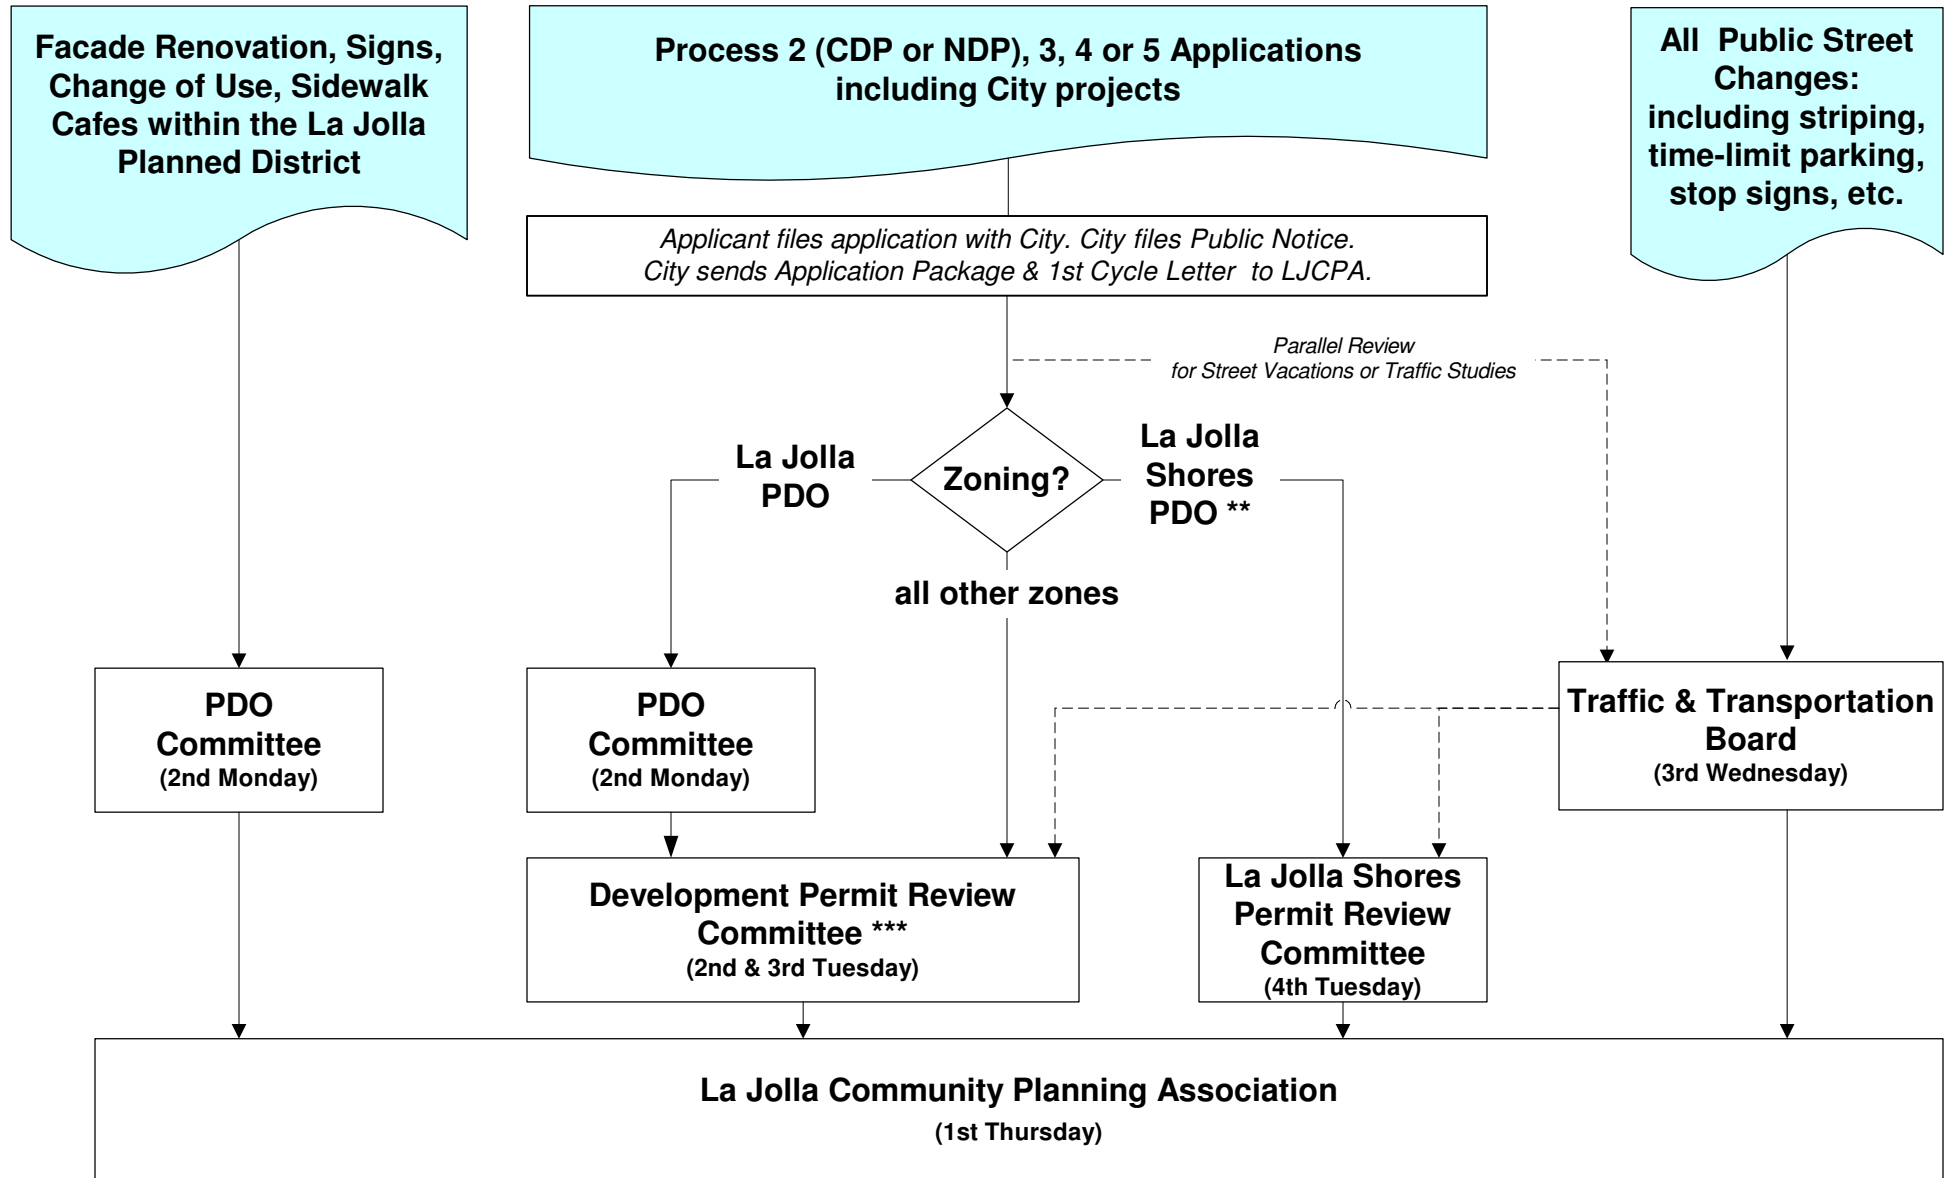 Facade Renovation, Signs,
Change of Use, Sidewalk
Cafes within the La Jolla
Planned District
Process 2 (CDP or NDP), 3, 4 or 5 Applications
including City projects
All Public Street
Changes:
including striping,
time-limit parking,
stop signs, etc.
Applicant files application with City. City files Public Notice.
City sends Application Package & 1st Cycle Letter to LJCPA.
Parallel Review
for Street Vacations or Traffic Studies
La Jolla
PDO
Zoning?
La Jolla
Shores
PDO **
all other zones
PDO
Committee
(2nd Monday)
PDO
Committee
(2nd Monday)
Traffic & Transportation
Board
(3rd Wednesday)
Development Permit Review
Committee ***
(2nd & 3rd Tuesday)
La Jolla Shores
Permit Review
Committee
(4th Tuesday)
La Jolla Community Planning Association
(1st Thursday)